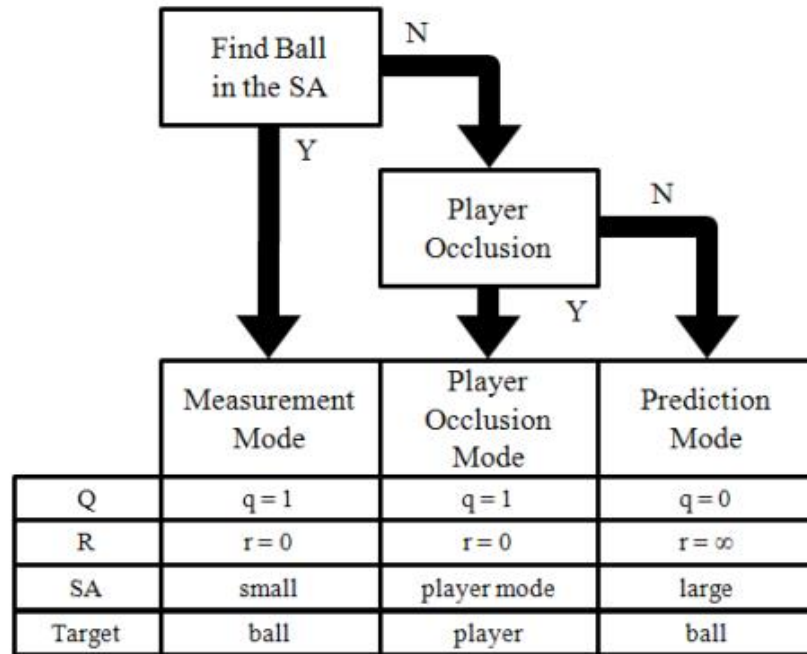 Find Ball
in the SA
N
Y
Player
Occlusion
N
Y
Measurement
Mode
Player
Occlusion
Mode
Prediction
Mode
Q q = 1 q = 1 q = 0
R r = 0 r = 0 r = ∞
SA small player mode large
Target ball player ball